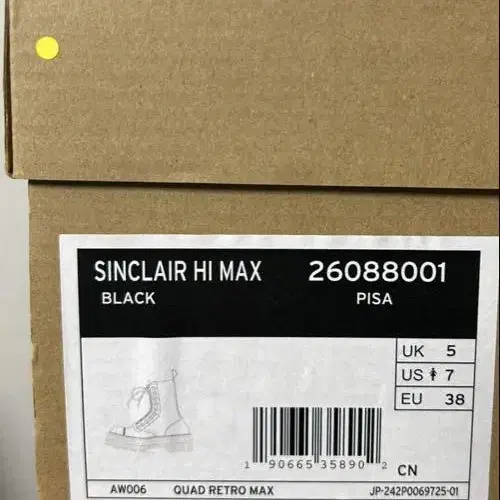 SINCLAIR HI MAX 26088001
BLACK PISA
UK 5
US 7
EU 38
1 90665 35890 2
CN
AW006 QUAD RETRO MAX JP-242P0069725-01